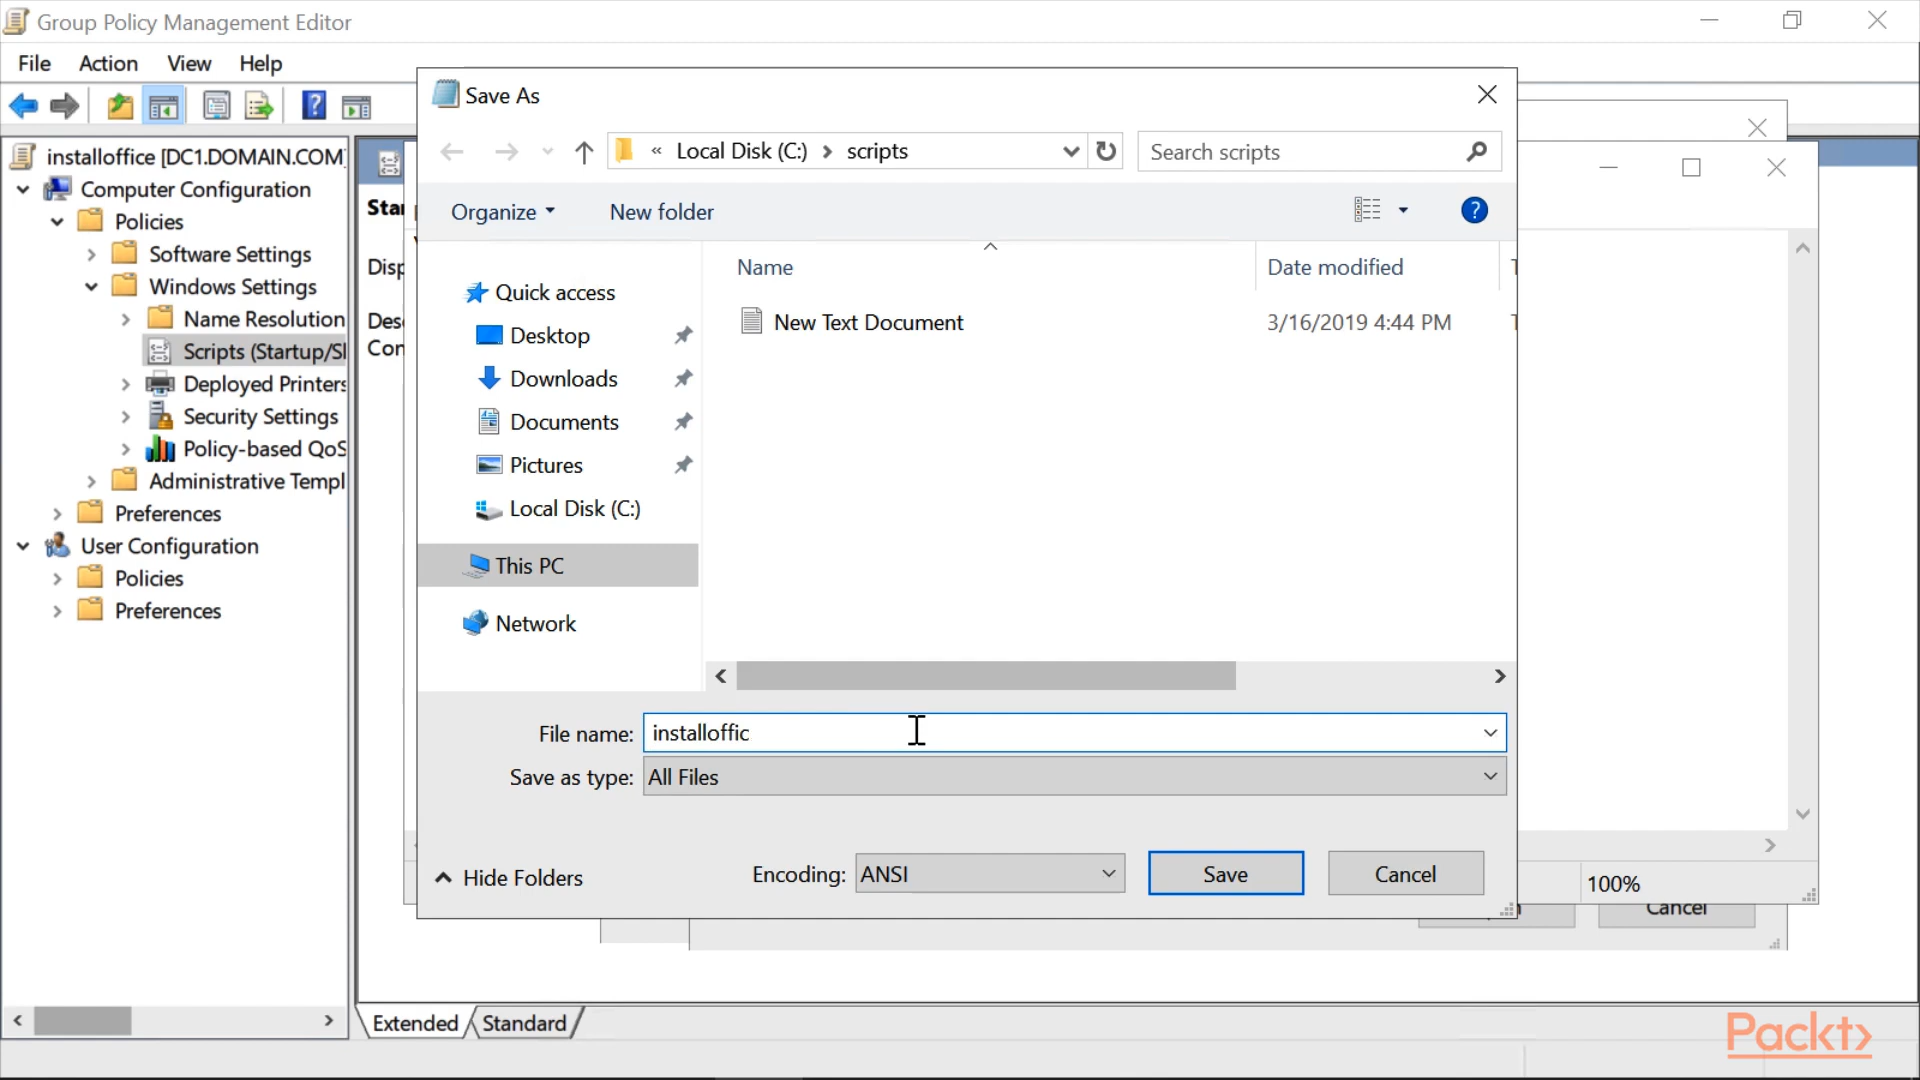 Group Policy Management Editor
File Action View Help
Save As
« Local Disk (C:) > scripts
Search scripts
Organize
New folder
installoffice [DC1.DOMAIN.COM]
Computer Configuration
Policies
Software Settings
Windows Settings
Name Resolution
Scripts (Startup/Sl
Deployed Printers
Security Settings
Policy-based QoS
Administrative Templ
Preferences
User Configuration
Policies
Preferences
Star
Disp
Des
Con
Quick access
Desktop
Downloads
Documents
Pictures
Local Disk (C:)
This PC
Network
Name
Date modified
New Text Document
3/16/2019 4:44 PM
File name:
installoffic
Save as type:
All Files
Hide Folders
Encoding:
ANSI
Save
Cancel
100%
Cancel
Extended
Standard
Packt>